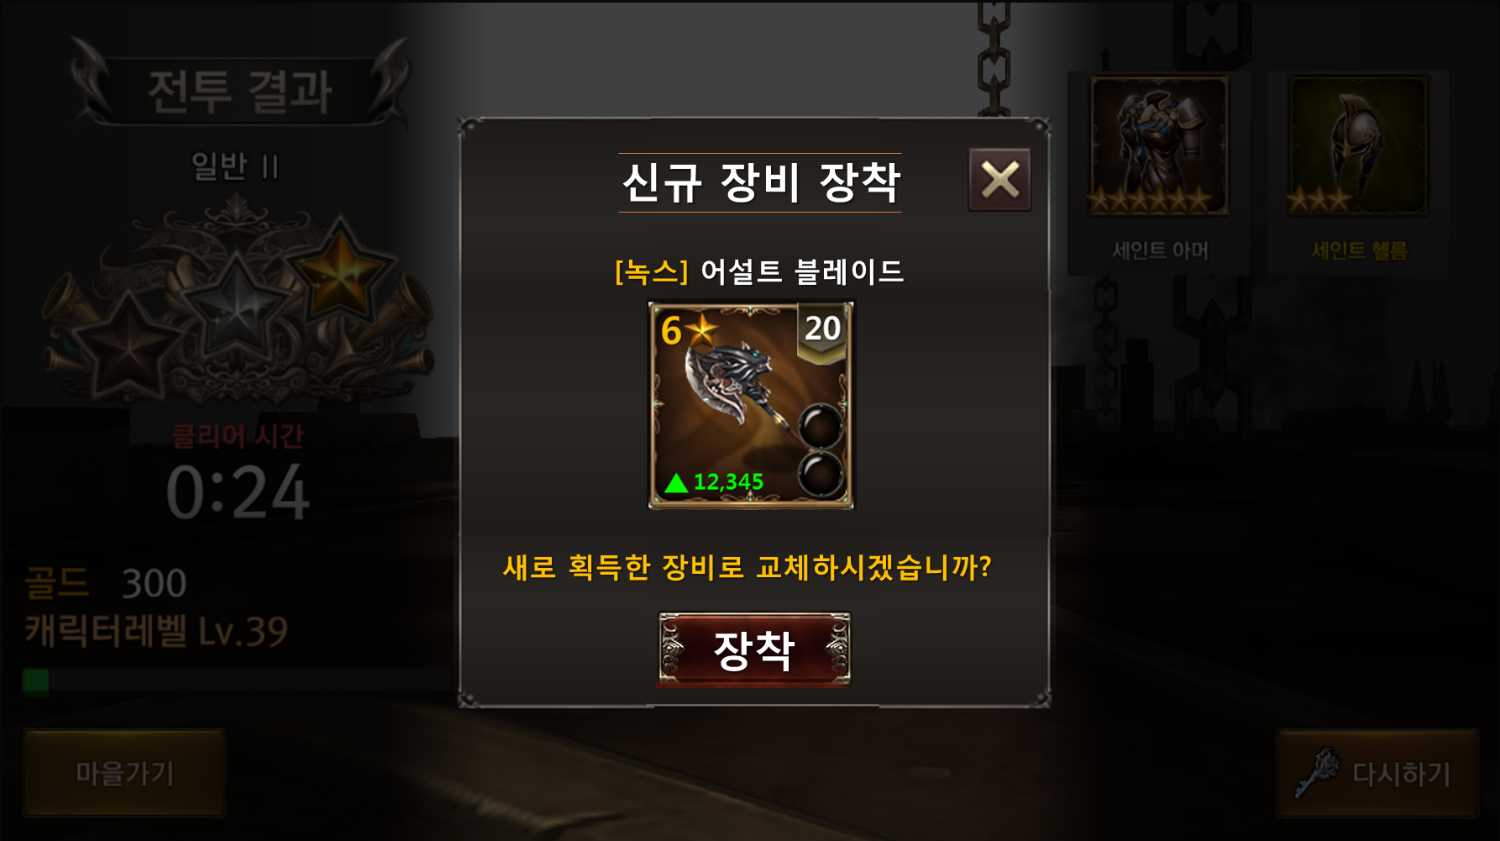 전투 결과
일반 II
클리어 시간
0:24
골드 300
캐릭터레벨 Lv.39
마을가기
신규 장비 장착
[녹스] 어설트 블레이드
6
20
▲ 12,345
새로 획득한 장비로 교체하시겠습니까?
장착
세인트 아머
세인트 헬름
다시하기